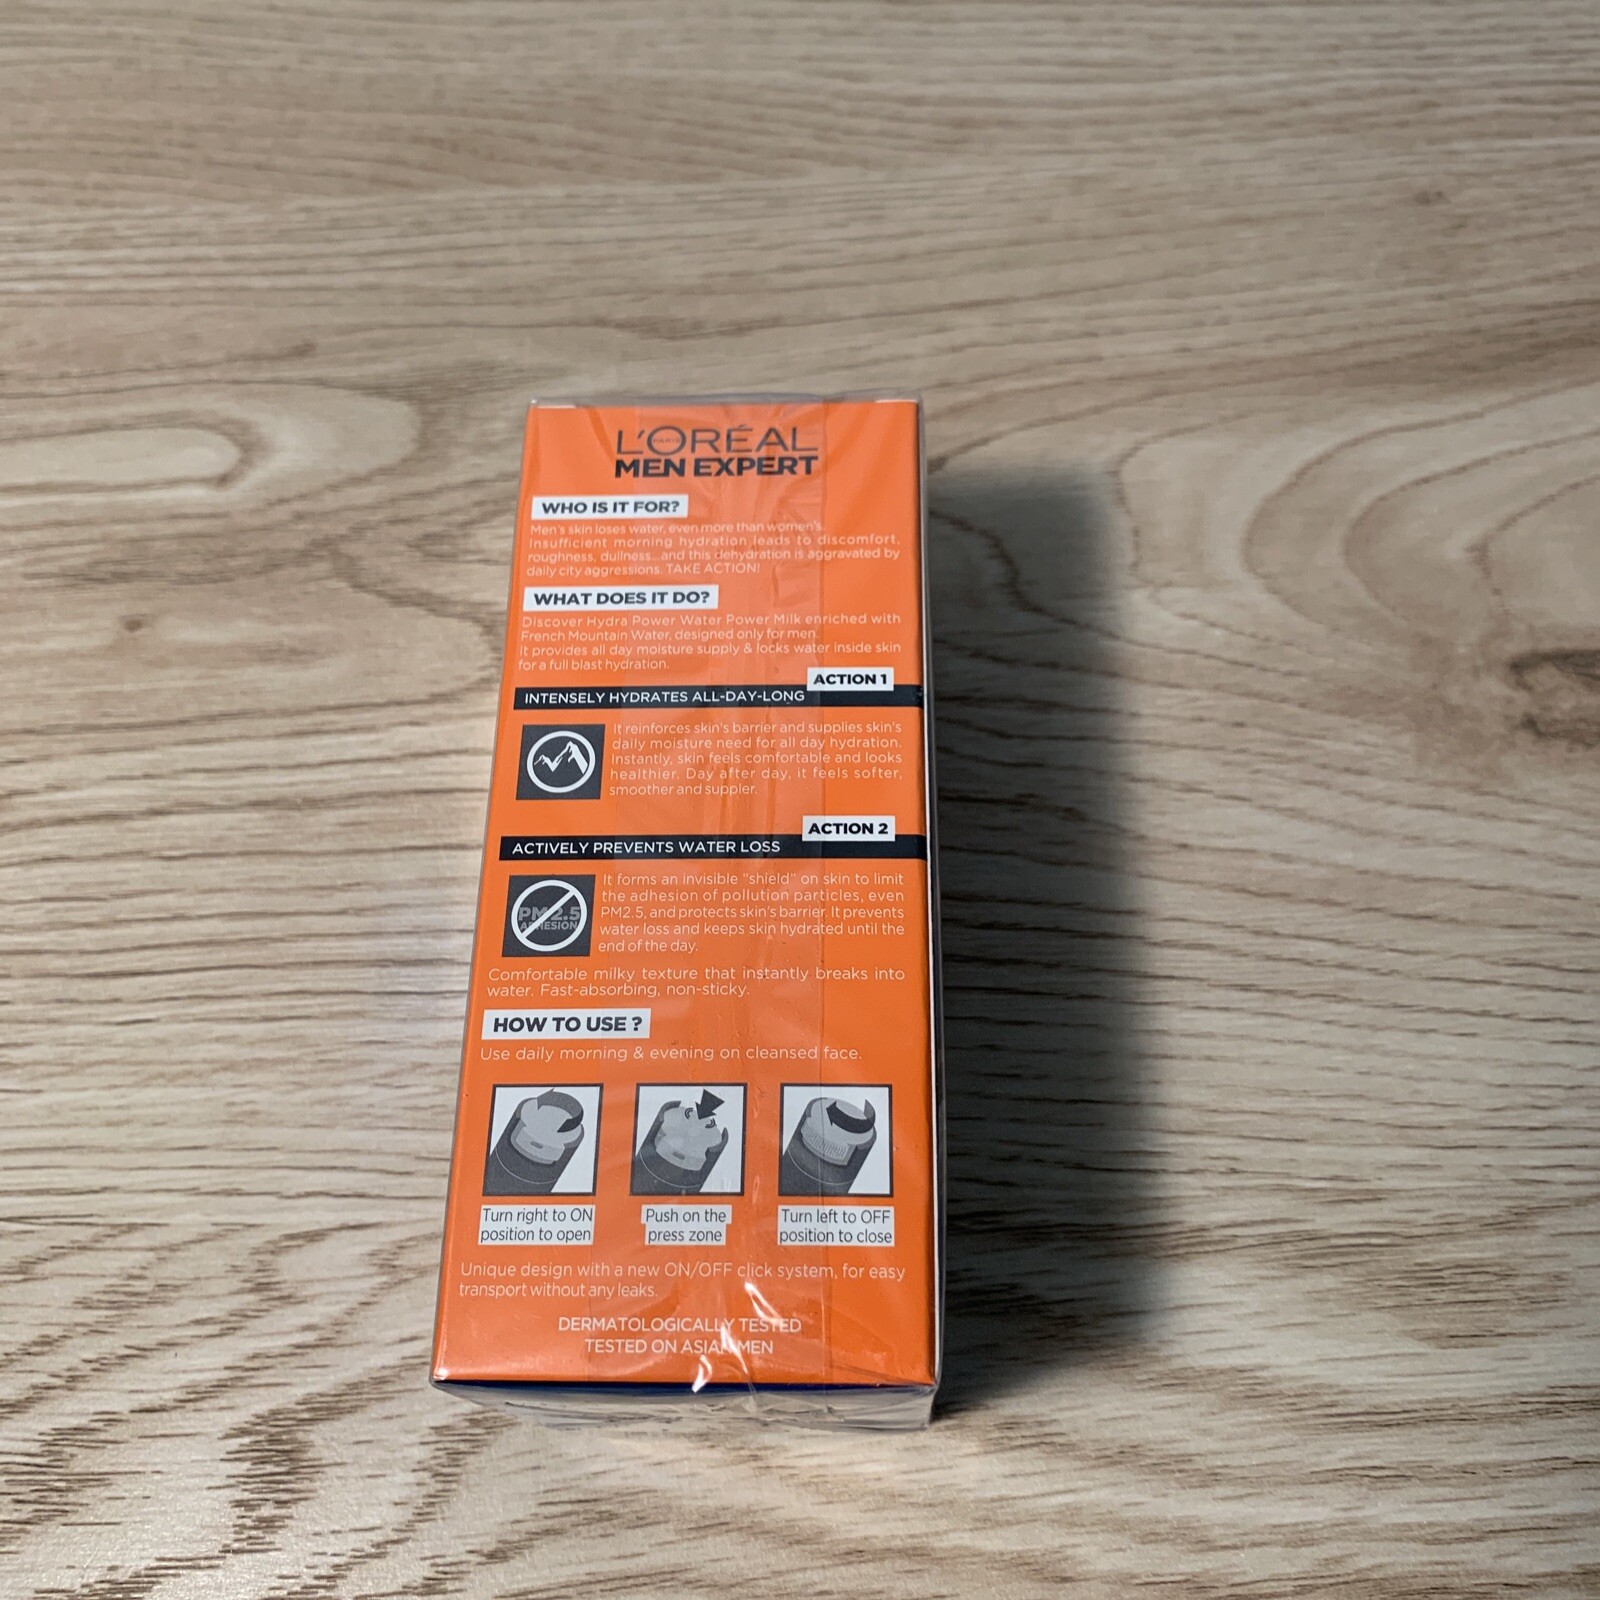 L'ORÉAL
PARIS
MEN EXPERT
WHO IS IT FOR?
Men's skin loses water, even more than women's.
Insufficient morning hydration leads to discomfort,
roughness, dullness...and this dehydration is aggravated by
daily city aggressions. TAKE ACTION!
WHAT DOES IT DO?
Discover Hydra Power Water Power Milk enriched with
French Mountain Water, designed only for men.
It provides all day moisture supply & locks water inside skin
for a full blast hydration.
ACTION 1
INTENSELY HYDRATES ALL-DAY-LONG
It reinforces skin's barrier and supplies skin's
daily moisture need for all day hydration.
Instantly, skin feels comfortable and looks
healthier. Day after day, it feels softer,
smoother and suppler.
ACTION 2
ACTIVELY PREVENTS WATER LOSS
PM2.5
ADHESION
It forms an invisible "shield" on skin to limit
the adhesion of pollution particles, even
PM2.5, and protects skin's barrier. It prevents
water loss and keeps skin hydrated until the
end of the day.
Comfortable milky texture that instantly breaks into
water. Fast-absorbing, non-sticky.
HOW TO USE ?
Use daily morning & evening on cleansed face.
Turn right to ON
position to open
Push on the
press zone
Turn left to OFF
position to close
Unique design with a new ON/OFF click system, for easy
transport without any leaks.
DERMATOLOGICALLY TESTED
TESTED ON ASIAN MEN